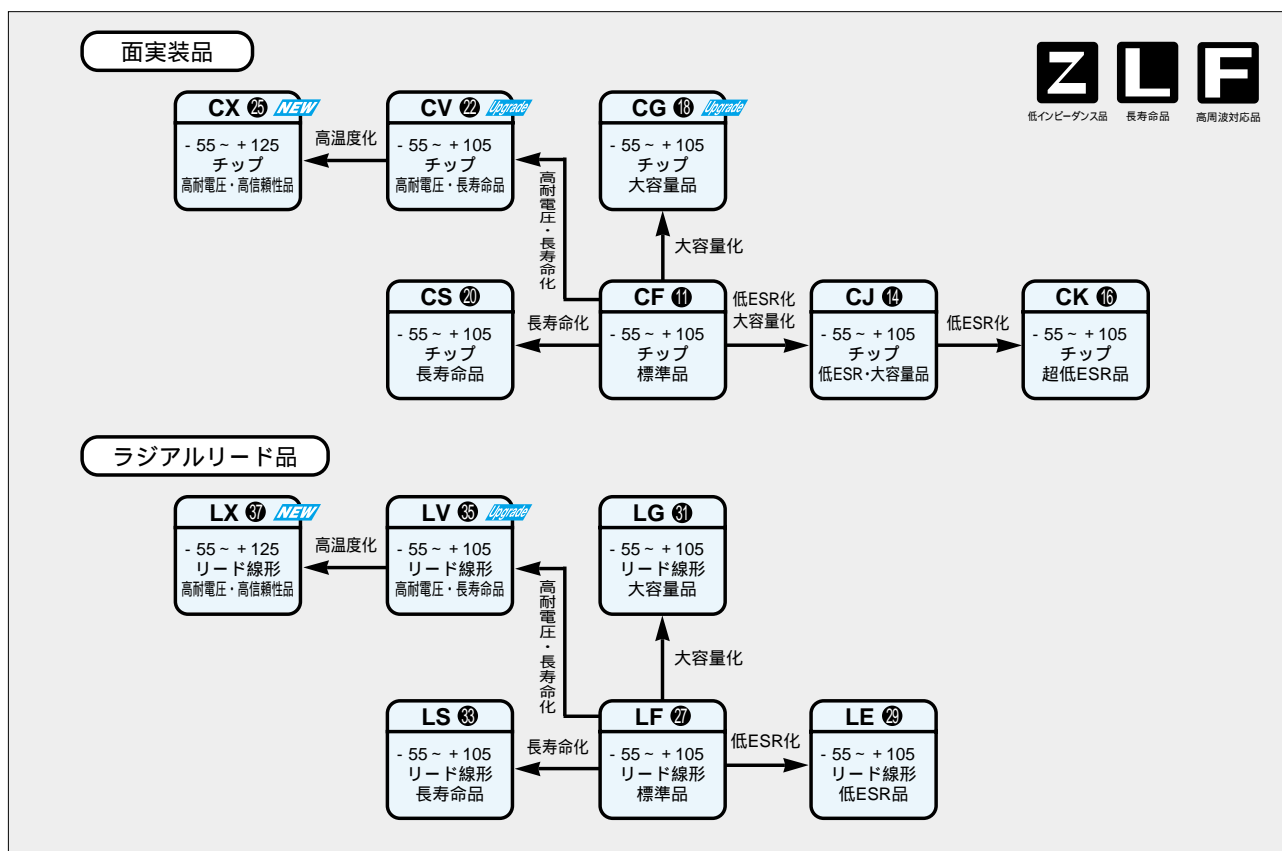 面実装品
Z L F
低インピーダンス品 長寿命品 高周波対応品
CX 25 NEW
- 55 ~ + 125
チップ
高耐電圧・高信頼性品
高温度化
CV 22 Upgrade
- 55 ~ + 105
チップ
高耐電圧・長寿命品
高耐電圧・長寿命化
CG 18 Upgrade
- 55 ~ + 105
チップ
大容量品
大容量化
CS 20
- 55 ~ + 105
チップ
長寿命品
長寿命化
CF 11
- 55 ~ + 105
チップ
標準品
低ESR化
大容量化
CJ 14
- 55 ~ + 105
チップ
低ESR・大容量品
低ESR化
CK 16
- 55 ~ + 105
チップ
超低ESR品
ラジアルリード品
LX 37 NEW
- 55 ~ + 125
リード線形
高耐電圧・高信頼性品
高温度化
LV 35 Upgrade
- 55 ~ + 105
リード線形
高耐電圧・長寿命品
高耐電圧・長寿命化
LG 31
- 55 ~ + 105
リード線形
大容量品
大容量化
LS 33
- 55 ~ + 105
リード線形
長寿命品
長寿命化
LF 27
- 55 ~ + 105
リード線形
標準品
低ESR化
LE 29
- 55 ~ + 105
リード線形
低ESR品